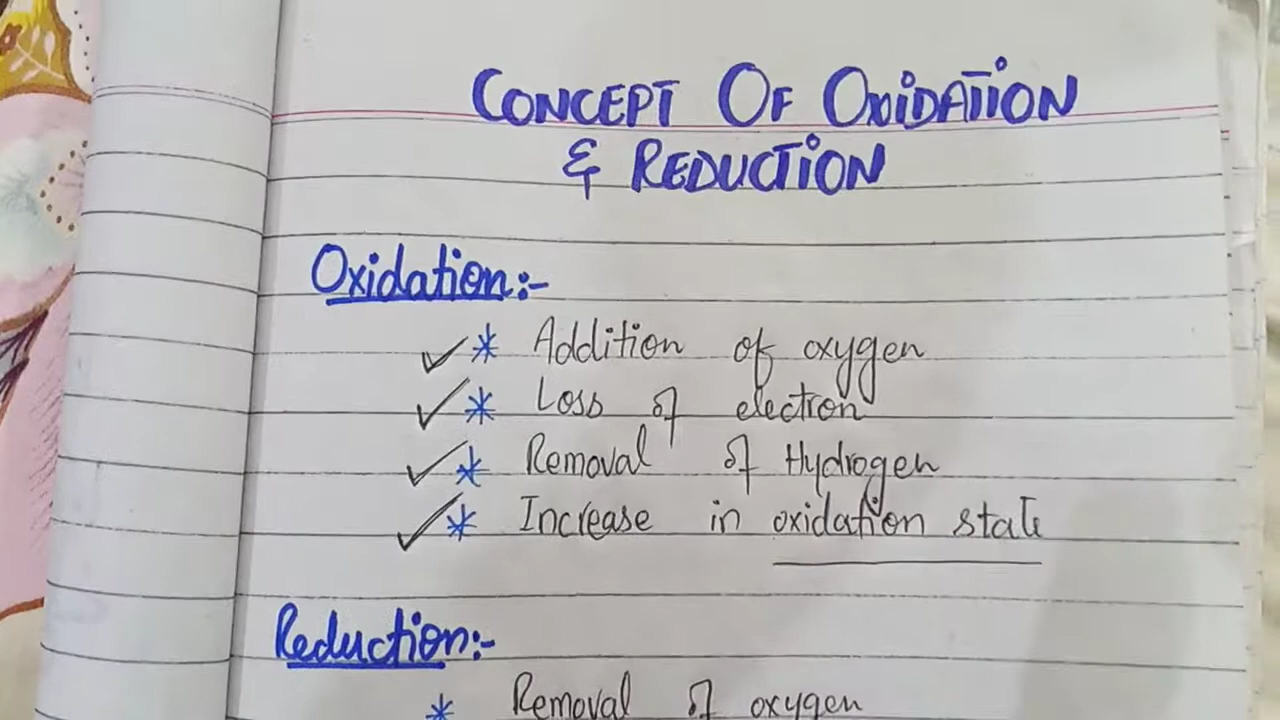 CONCEPT OF OXIDATION
& REDUCTION
Oxidation:-
✓ * Addition of oxygen
✓ * Loss of electron
✓ * Removal of Hydrogen
✓ * Increase in oxidation state
Reduction:-
* Removal of oxygen